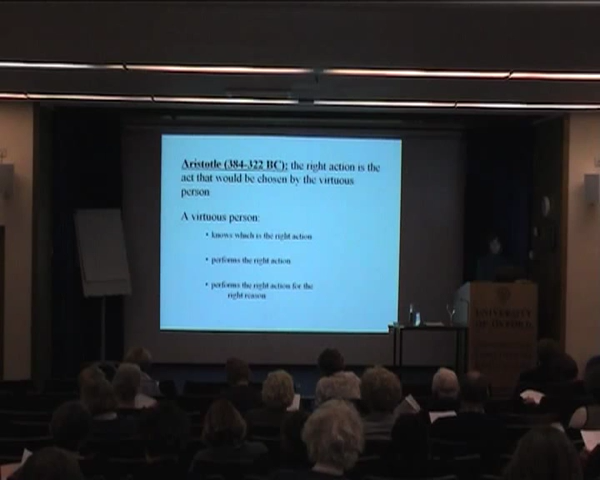 Aristotle (384-322 BC): the right action is the
act that would be chosen by the virtuous
person
A virtuous person:
• knows which is the right action
• performs the right action
• performs the right action for the
right reason
UNIVERSITY
OF OXFORD